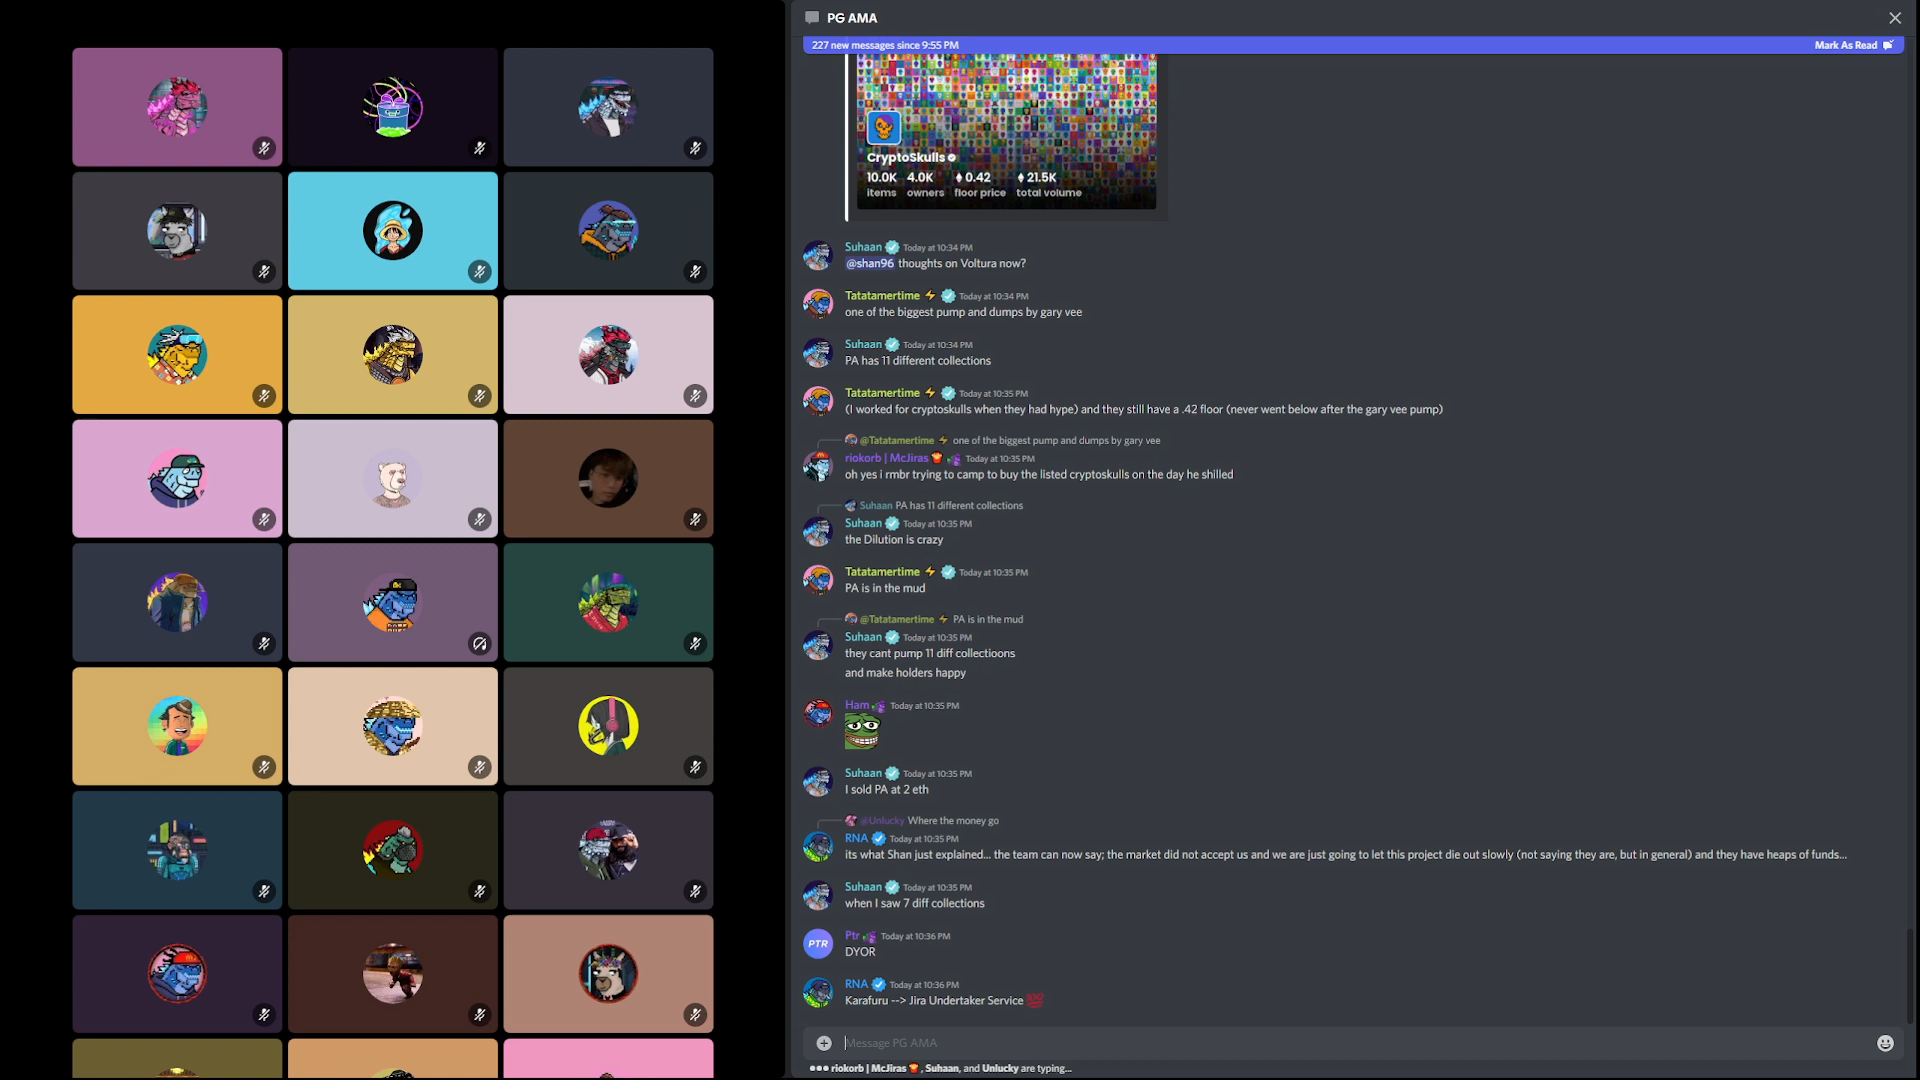 PG AMA
227 new messages since 9:55 PM
Mark As Read
CryptoSkulls
10.0K 4.0K 0.42 21.5K
items owners floor price total volume
Suhaan Today at 10:34 PM
@shan96 thoughts on Voltura now?
Tatatamertime Today at 10:34 PM
one of the biggest pump and dumps by gary vee
Suhaan Today at 10:34 PM
PA has 11 different collections
Tatatamertime Today at 10:35 PM
(I worked for cryptoskulls when they had hype) and they still have a .42 floor (never went below after the gary vee pump)
@Tatatamertime one of the biggest pump and dumps by gary vee
riokorb | McJiras Today at 10:35 PM
oh yes i rmbr trying to camp to buy the listed cryptoskulls on the day he shilled
Suhaan PA has 11 different collections
Suhaan Today at 10:35 PM
the Dilution is crazy
Tatatamertime Today at 10:35 PM
PA is in the mud
@Tatatamertime PA is in the mud
Suhaan Today at 10:35 PM
they cant pump 11 diff collectioons
and make holders happy
Ham Today at 10:35 PM
Suhaan Today at 10:35 PM
I sold PA at 2 eth
@Unlucky Where the money go
RNA Today at 10:35 PM
its what Shan just explained... the team can now say; the market did not accept us and we are just going to let this project die out slowly (not saying they are, but in general) and they have heaps of funds...
Suhaan Today at 10:35 PM
when I saw 7 diff collections
PTR
Ptr Today at 10:36 PM
DYOR
RNA Today at 10:36 PM
Karafuru --> Jira Undertaker Service 💯
Message PG AMA
riokorb | McJiras , Suhaan, and Unlucky are typing...